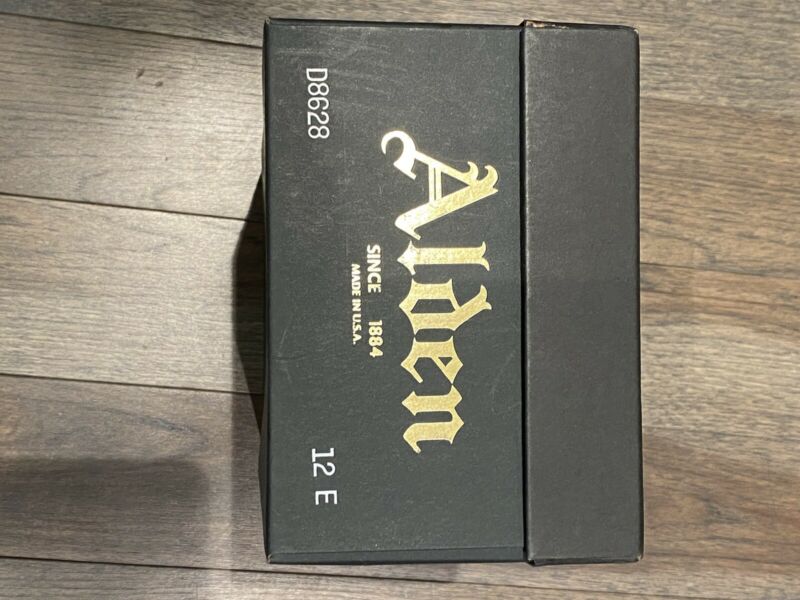 Alden
SINCE 1884
MADE IN U.S.A.
D8628
12 E